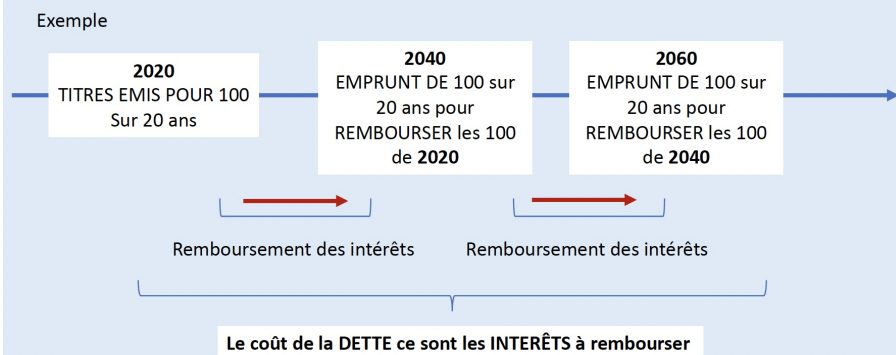 Exemple
2020
TITRES EMIS POUR 100
Sur 20 ans
2040
EMPRUNT DE 100 sur
20 ans pour
REMBOURSER les 100
de 2020
2060
EMPRUNT DE 100 sur
20 ans pour
REMBOURSER les 100
de 2040
Remboursement des intérêts
Remboursement des intérêts
Le coût de la DETTE ce sont les INTERÊTS à rembourser